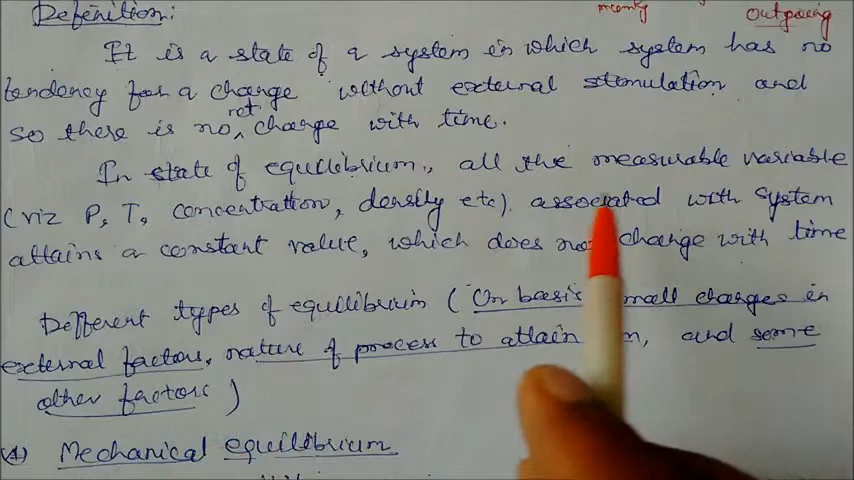 Outgoing
Definition:
It is a state of a system in which system has no
tendency for a change without external stimulation and
so there is no net change with time.
In state of equilibrium, all the measurable variable
(viz P, T, concentration, density etc) associated with system
attains a constant value, which does not change with time
Different types of equilibrium (On basis small changes in
external factors, nature of process to attain m, and some
other factors)
(A) Mechanical equilibrium